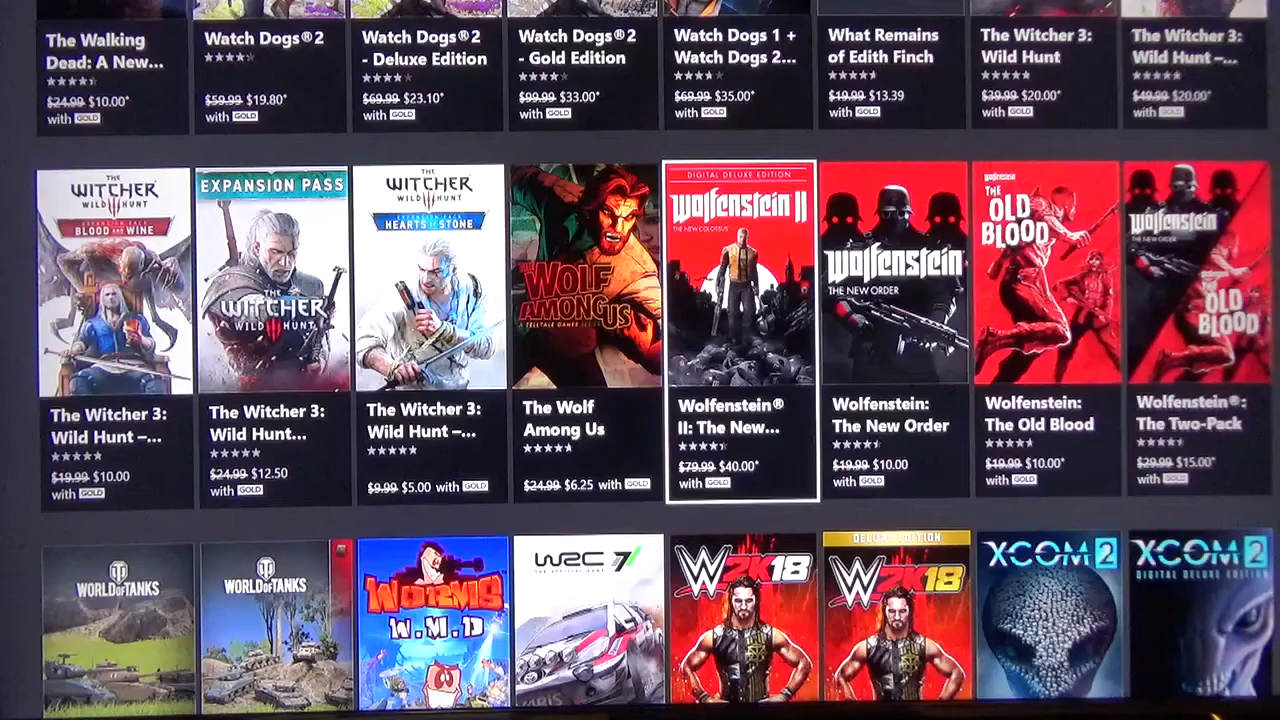 The Walking
Dead: A New...
$24.99 $10.00*
with GOLD
Watch Dogs®2
$59.99 $19.80*
with GOLD
Watch Dogs®2
- Deluxe Edition
$69.99 $23.10*
with GOLD
Watch Dogs®2
- Gold Edition
$99.99 $33.00*
with GOLD
Watch Dogs 1 +
Watch Dogs 2...
$69.99 $35.00*
with GOLD
What Remains
of Edith Finch
$19.99 $13.39
with GOLD
The Witcher 3:
Wild Hunt
$39.99 $20.00*
with GOLD
The Witcher 3:
Wild Hunt –...
$49.99 $20.00*
with GOLD
THE
WITCHER
WILD HUNT
EXPANSION PACK
BLOOD AND WINE
The Witcher 3:
Wild Hunt –...
$19.99 $10.00
with GOLD
EXPANSION PASS
THE
WITCHER
WILD HUNT
The Witcher 3:
Wild Hunt...
$24.99 $12.50
with GOLD
THE
WITCHER
WILD HUNT
EXPANSION PACK
HEARTS OF STONE
The Witcher 3:
Wild Hunt –...
$9.99 $5.00 with GOLD
THE
WOLF
AMONG US
A TELLTALE GAMES SERIES
The Wolf
Among Us
$24.99 $6.25 with GOLD
DIGITAL DELUXE EDITION
Wolfenstein II
THE NEW COLOSSUS
Wolfenstein®
II: The New...
$79.99 $40.00*
with GOLD
Wolfenstein
THE NEW ORDER
Wolfenstein:
The New Order
$19.99 $10.00
with GOLD
Wolfenstein
THE
OLD
BLOOD
Wolfenstein:
The Old Blood
$19.99 $10.00*
with GOLD
Wolfenstein
THE NEW ORDER
THE
OLD
BLOOD
Wolfenstein®:
The Two-Pack
$29.99 $15.00*
with GOLD
WORLD OF TANKS
WORLD OF TANKS
WORMS
W.M.D
WRC 7
THE OFFICIAL GAME
W2K18
DELUXE EDITION
W2K18
XCOM 2
XCOM 2
DIGITAL DELUXE EDITION